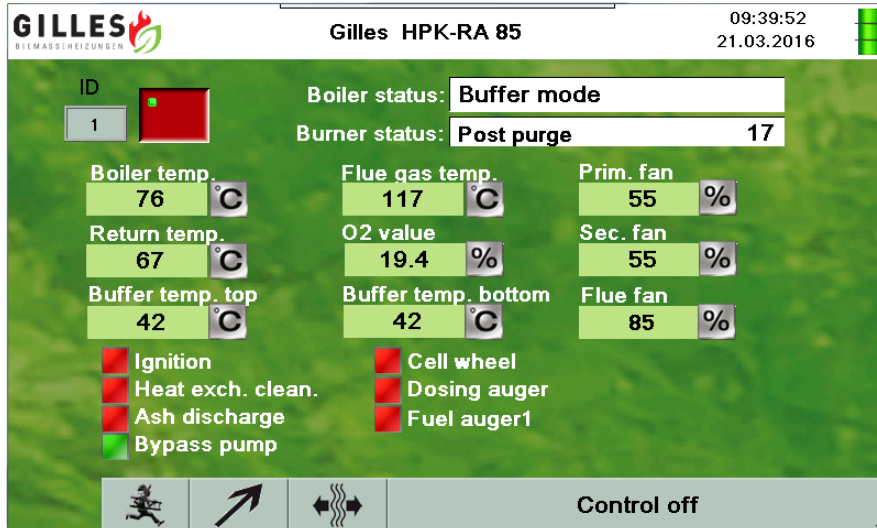 GILLES
BIOMASSEHEIZUNGEN
Gilles HPK-RA 85
09:39:52
21.03.2016
ID
1
Boiler status: Buffer mode
Burner status: Post purge 17
Boiler temp. Flue gas temp. Prim. fan
76 °C 117 °C 55 %
Return temp. O2 value Sec. fan
67 °C 19.4 % 55 %
Buffer temp. top Buffer temp. bottom Flue fan
42 °C 42 °C 85 %
Ignition Cell wheel
Heat exch. clean. Dosing auger
Ash discharge Fuel auger1
Bypass pump
Control off